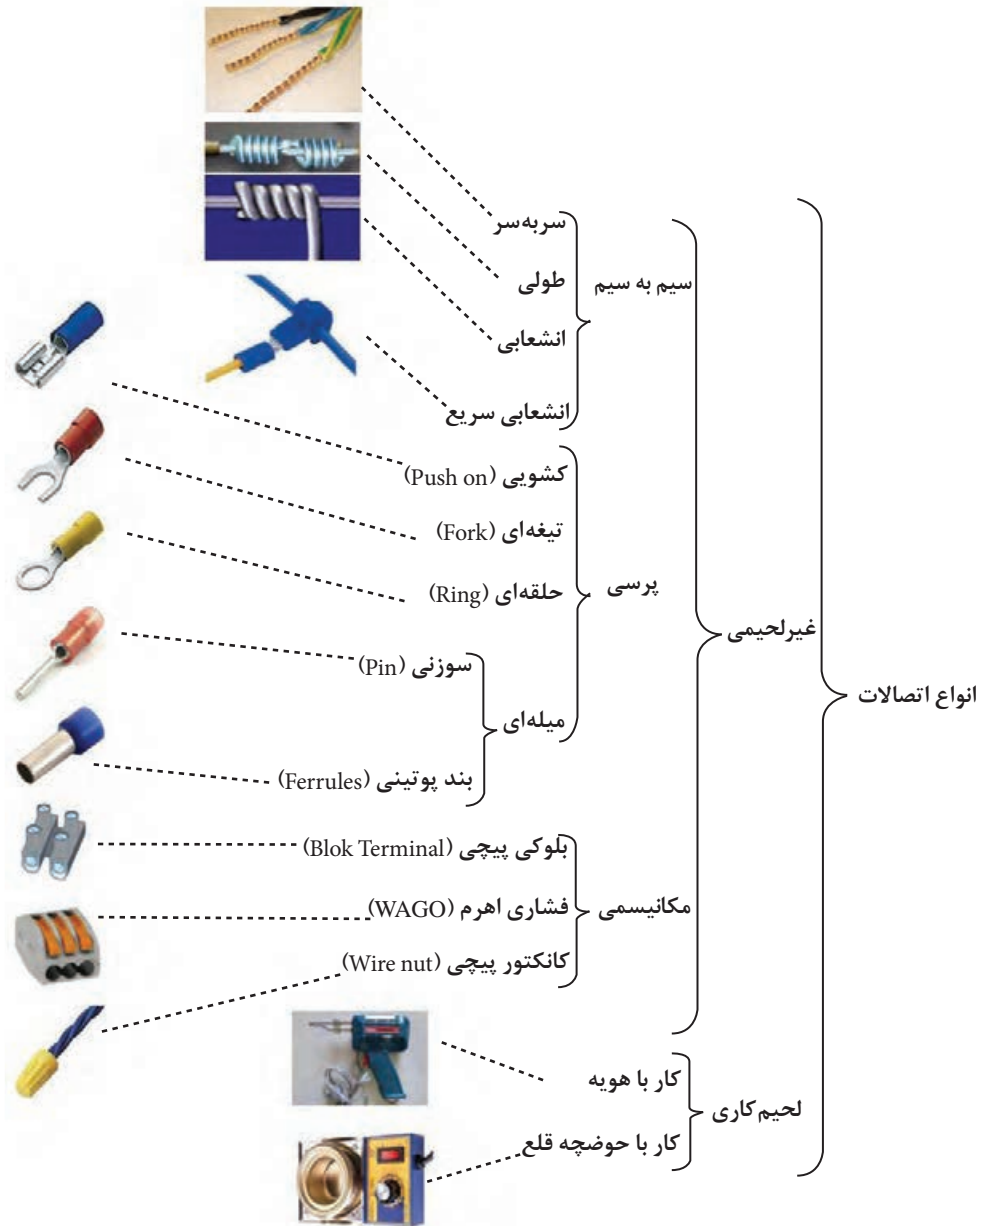 سربه‌سر
سیم به سیم
طولی
انشعابی
انشعابی سریع
کشویی (Push on)
تیغه‌ای (Fork)
پرسی
حلقه‌ای (Ring)
غیرلحیمی
سوزنی (Pin)
انواع اتصالات
میله‌ای
بند پوتینی (Ferrules)
بلوکی پیچی (Blok Terminal)
مکانیسمی
فشاری اهرم (WAGO)
کانکتور پیچی (Wire nut)
کار با هویه
لحیم‌کاری
کار با حوضچه قلع